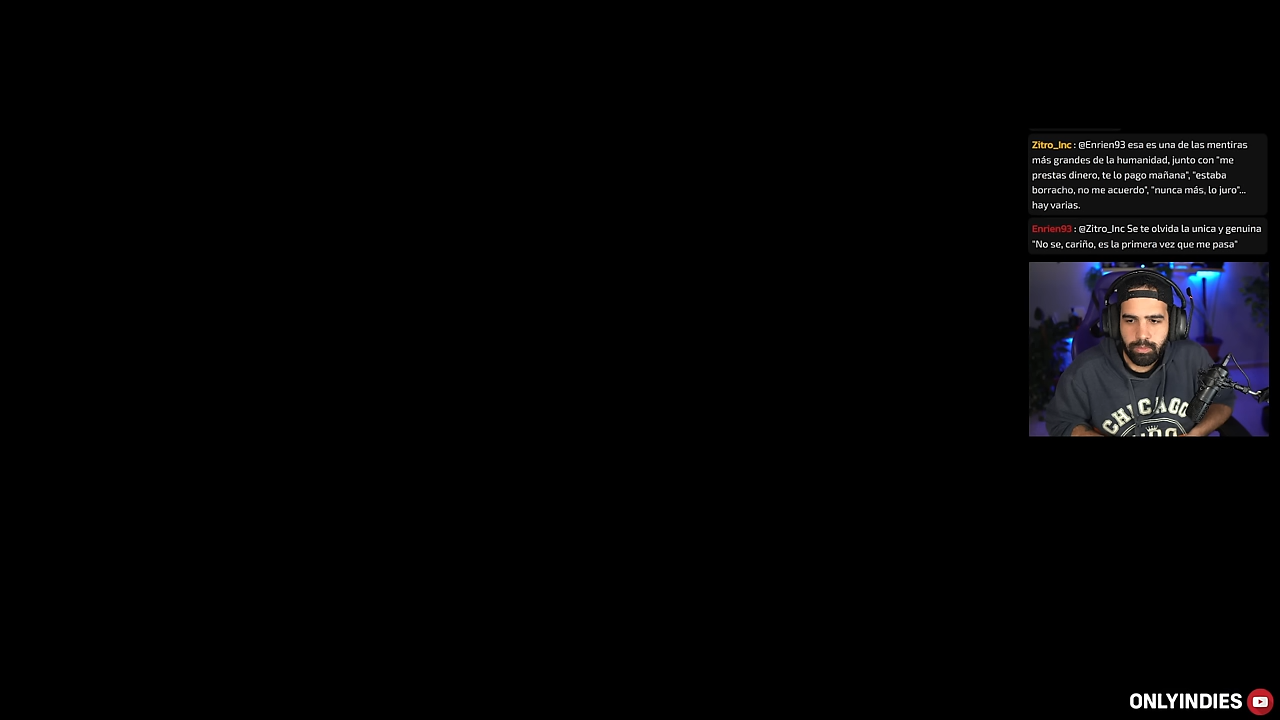 Zitro_Inc : @Enrien93 esa es una de las mentiras
más grandes de la humanidad, junto con "me
prestas dinero, te lo pago mañana", "estaba
borracho, no me acuerdo", "nunca más, lo juro"...
hay varias.
Enrien93 : @Zitro_Inc Se te olvida la unica y genuina
"No se, cariño, es la primera vez que me pasa"
CHICAGO
ONLYINDIES